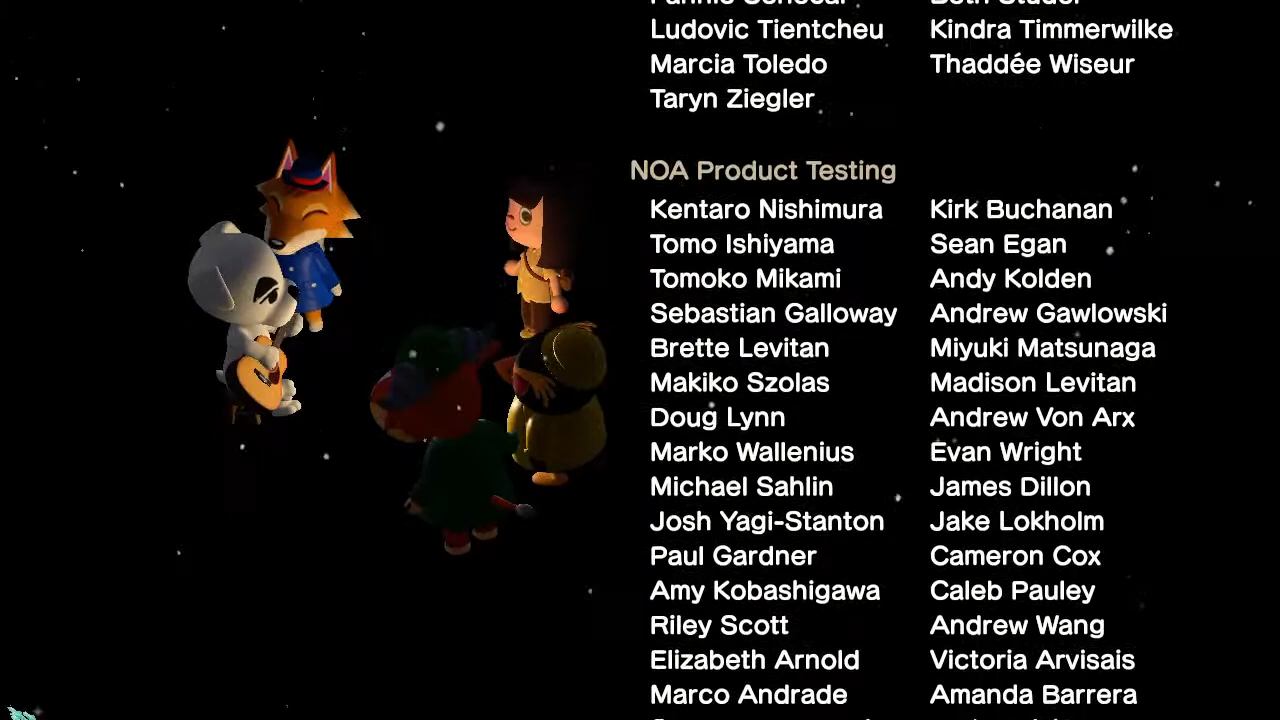 Ludovic Tientcheu Kindra Timmerwilke
Marcia Toledo Thaddée Wiseur
Taryn Ziegler
NOA Product Testing
Kentaro Nishimura Kirk Buchanan
Tomo Ishiyama Sean Egan
Tomoko Mikami Andy Kolden
Sebastian Galloway Andrew Gawlowski
Brette Levitan Miyuki Matsunaga
Makiko Szolas Madison Levitan
Doug Lynn Andrew Von Arx
Marko Wallenius Evan Wright
Michael Sahlin James Dillon
Josh Yagi-Stanton Jake Lokholm
Paul Gardner Cameron Cox
Amy Kobashigawa Caleb Pauley
Riley Scott Andrew Wang
Elizabeth Arnold Victoria Arvisais
Marco Andrade Amanda Barrera